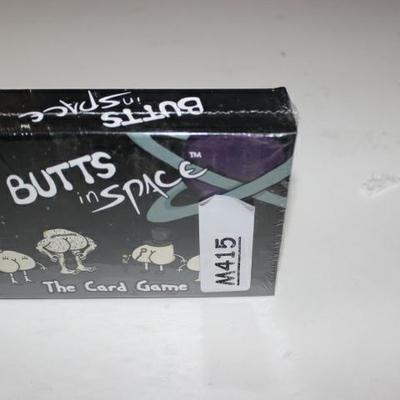 BUTTS
in SPACE
BUTTS
in SPACE™
The Card Game
M415